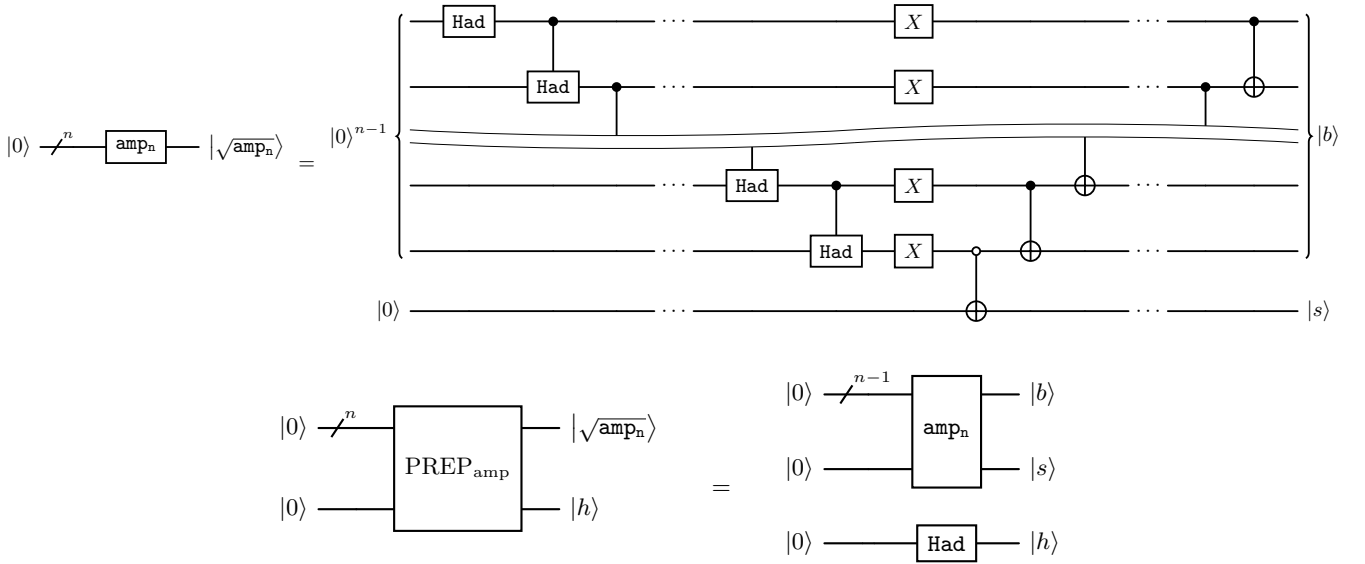 Had ··· X ···
Had ··· X ···
|0⟩ n amp_n |√amp_n⟩ = |0⟩^{n−1} |b⟩
··· Had X ···
··· Had X ···
|0⟩ ··· ··· |s⟩
|0⟩ n−1 |b⟩
|0⟩ n |√amp_n⟩ amp_n
PREP_amp
|0⟩ |s⟩
=
|0⟩ |h⟩
|0⟩ Had |h⟩